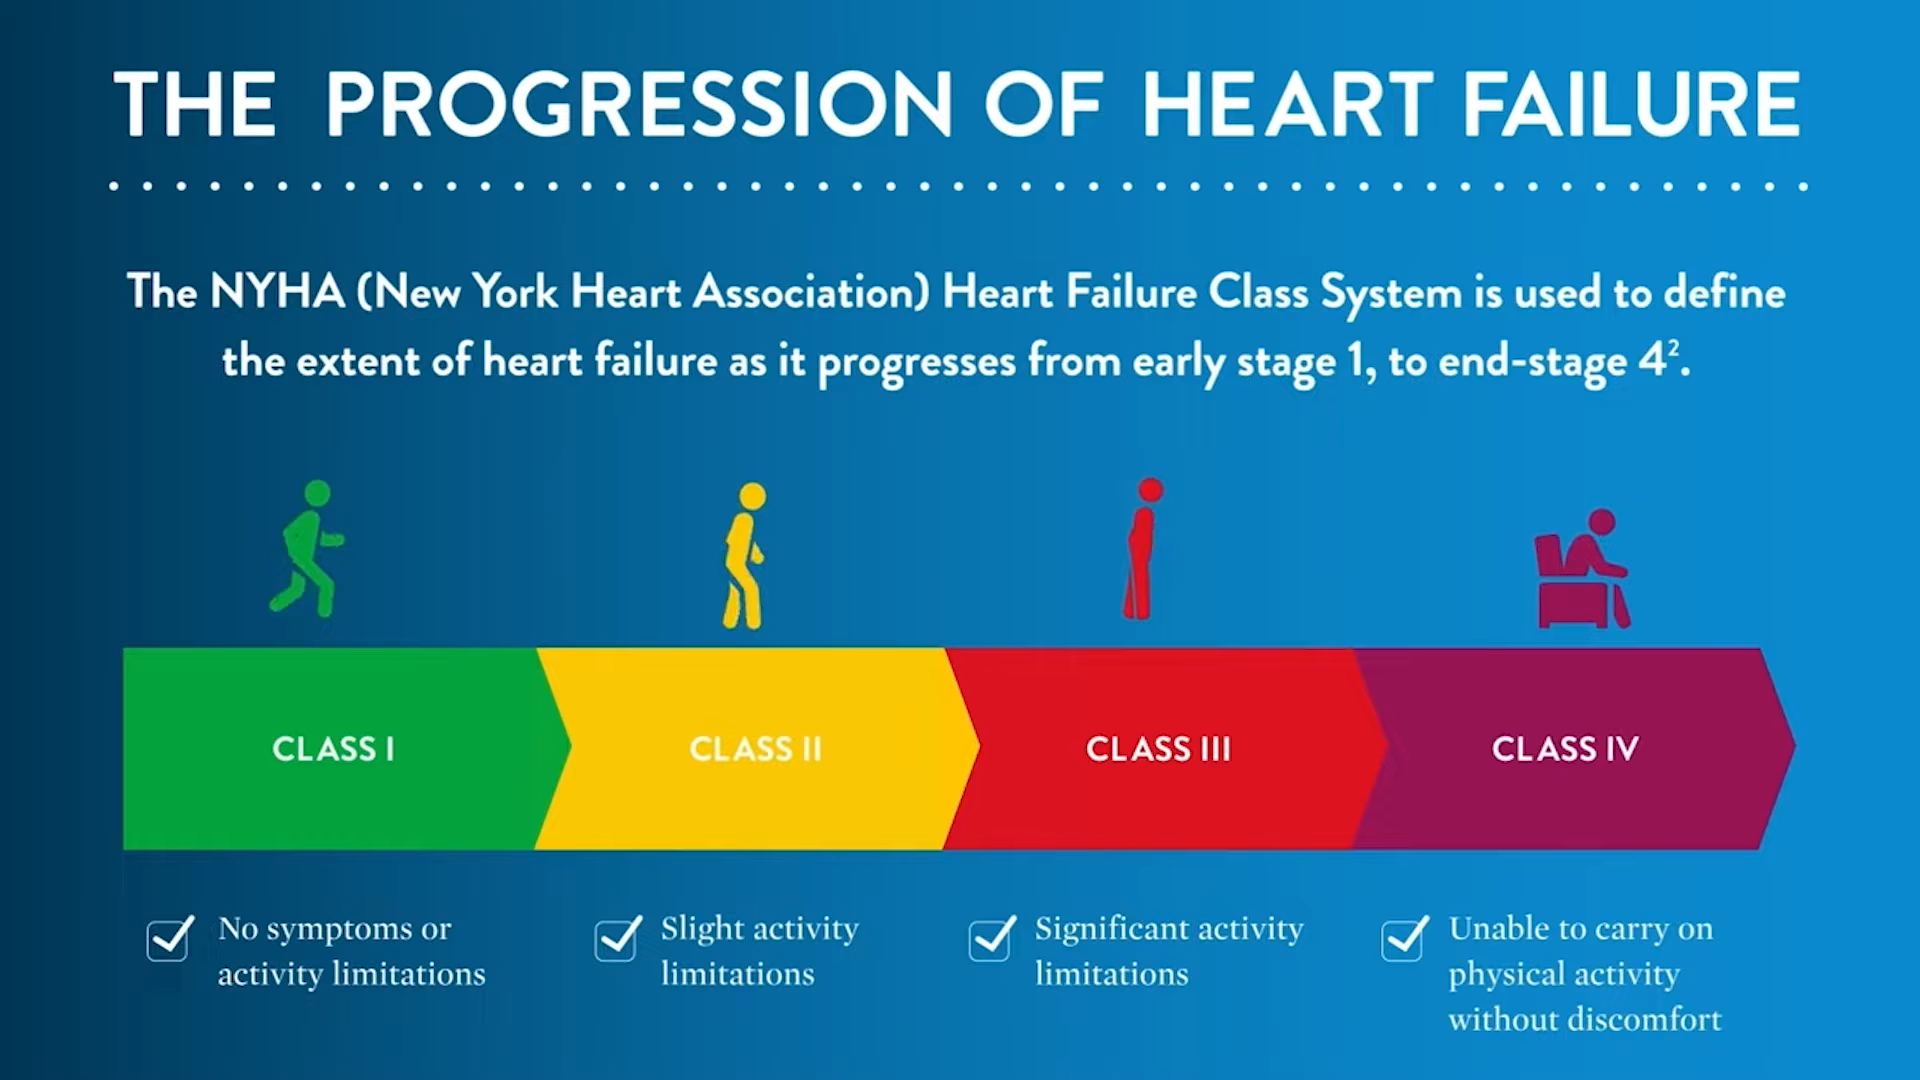 THE PROGRESSION OF HEART FAILURE
The NYHA (New York Heart Association) Heart Failure Class System is used to define
the extent of heart failure as it progresses from early stage 1, to end-stage 4².
CLASS I
CLASS II
CLASS III
CLASS IV
No symptoms or
activity limitations
Slight activity
limitations
Significant activity
limitations
Unable to carry on
physical activity
without discomfort